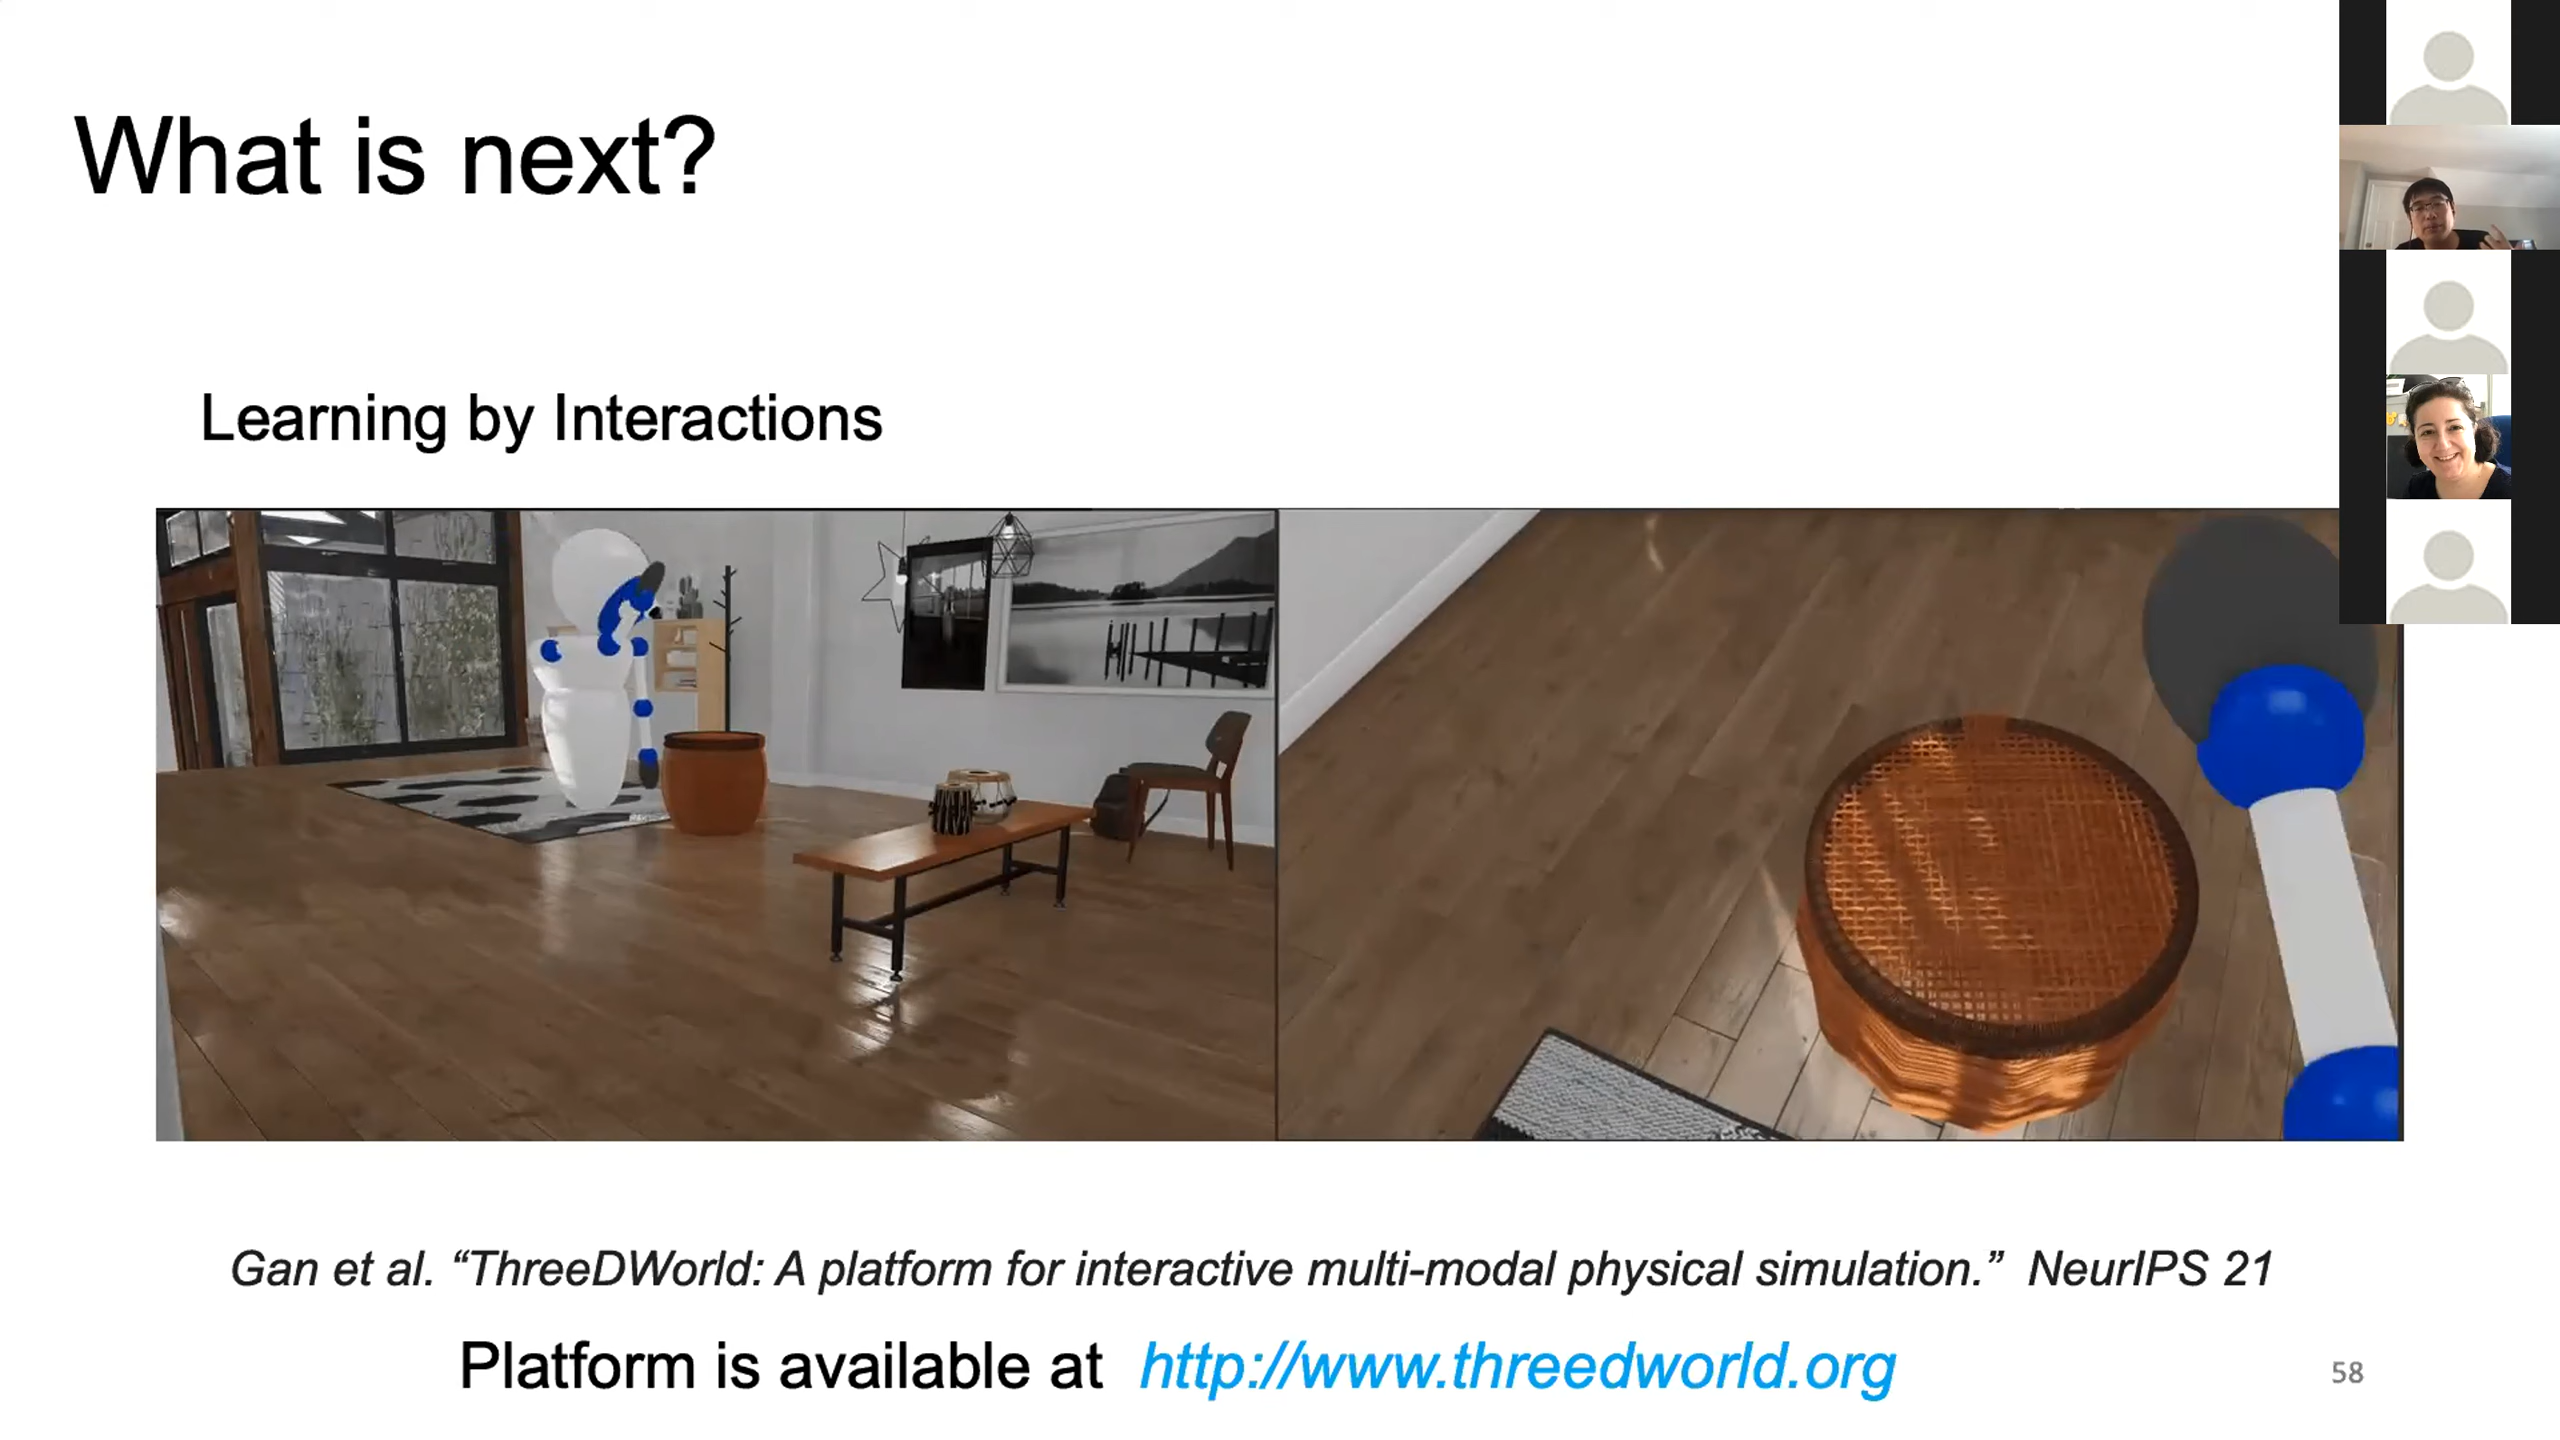 What is next?
Learning by Interactions
Gan et al. “ThreeDWorld: A platform for interactive multi-modal physical simulation.” NeurIPS 21
Platform is available at http://www.threedworld.org
58